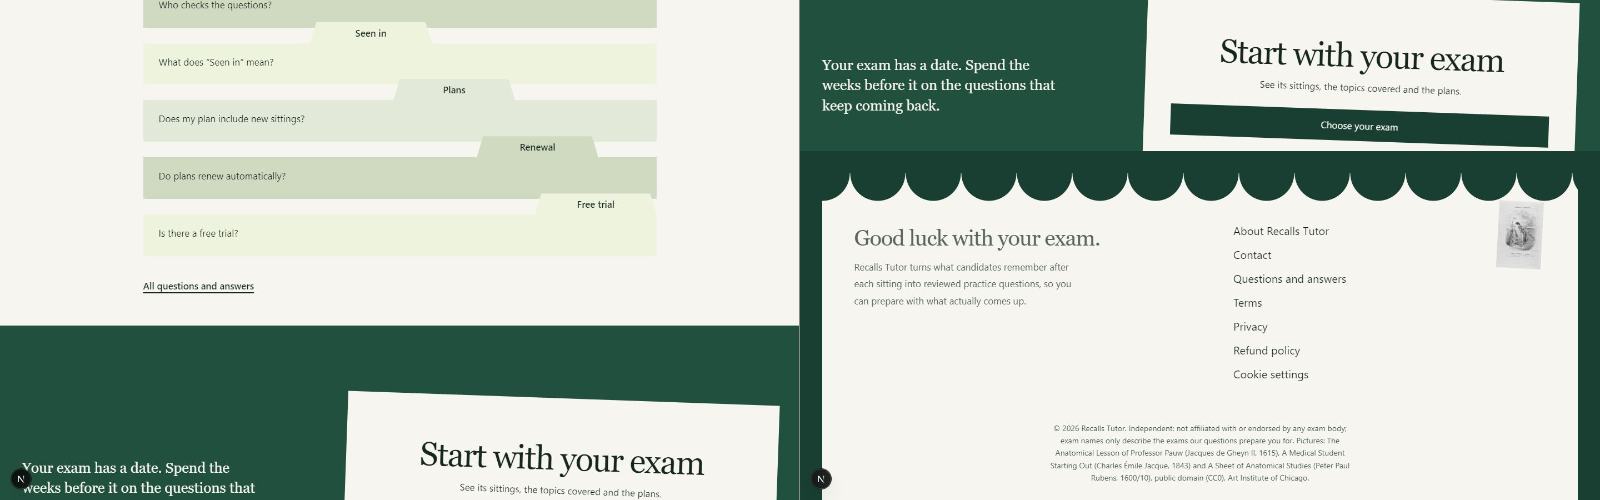 Who checks the questions?
Seen in
What does "Seen in" mean?
Plans
Does my plan include new sittings?
Renewal
Do plans renew automatically?
Free trial
Is there a free trial?
All questions and answers
Your exam has a date. Spend the
weeks before it on the questions that
Start with your exam
See its sittings, the topics covered and the plans.
N
Your exam has a date. Spend the
weeks before it on the questions that
keep coming back.
Start with your exam
See its sittings, the topics covered and the plans.
Choose your exam
Good luck with your exam.
Recalls Tutor turns what candidates remember after
each sitting into reviewed practice questions, so you
can prepare with what actually comes up.
About Recalls Tutor
Contact
Questions and answers
Terms
Privacy
Refund policy
Cookie settings
© 2026 Recalls Tutor. Independent: not affiliated with or endorsed by any exam body;
exam names only describe the exams our questions prepare you for. Pictures: The
Anatomical Lesson of Professor Pauw (Jacques de Gheyn II, 1615), A Medical Student
Starting Out (Charles Émile Jacque, 1843) and A Sheet of Anatomical Studies (Peter Paul
Rubens, 1600/10), public domain (CC0), Art Institute of Chicago.
N